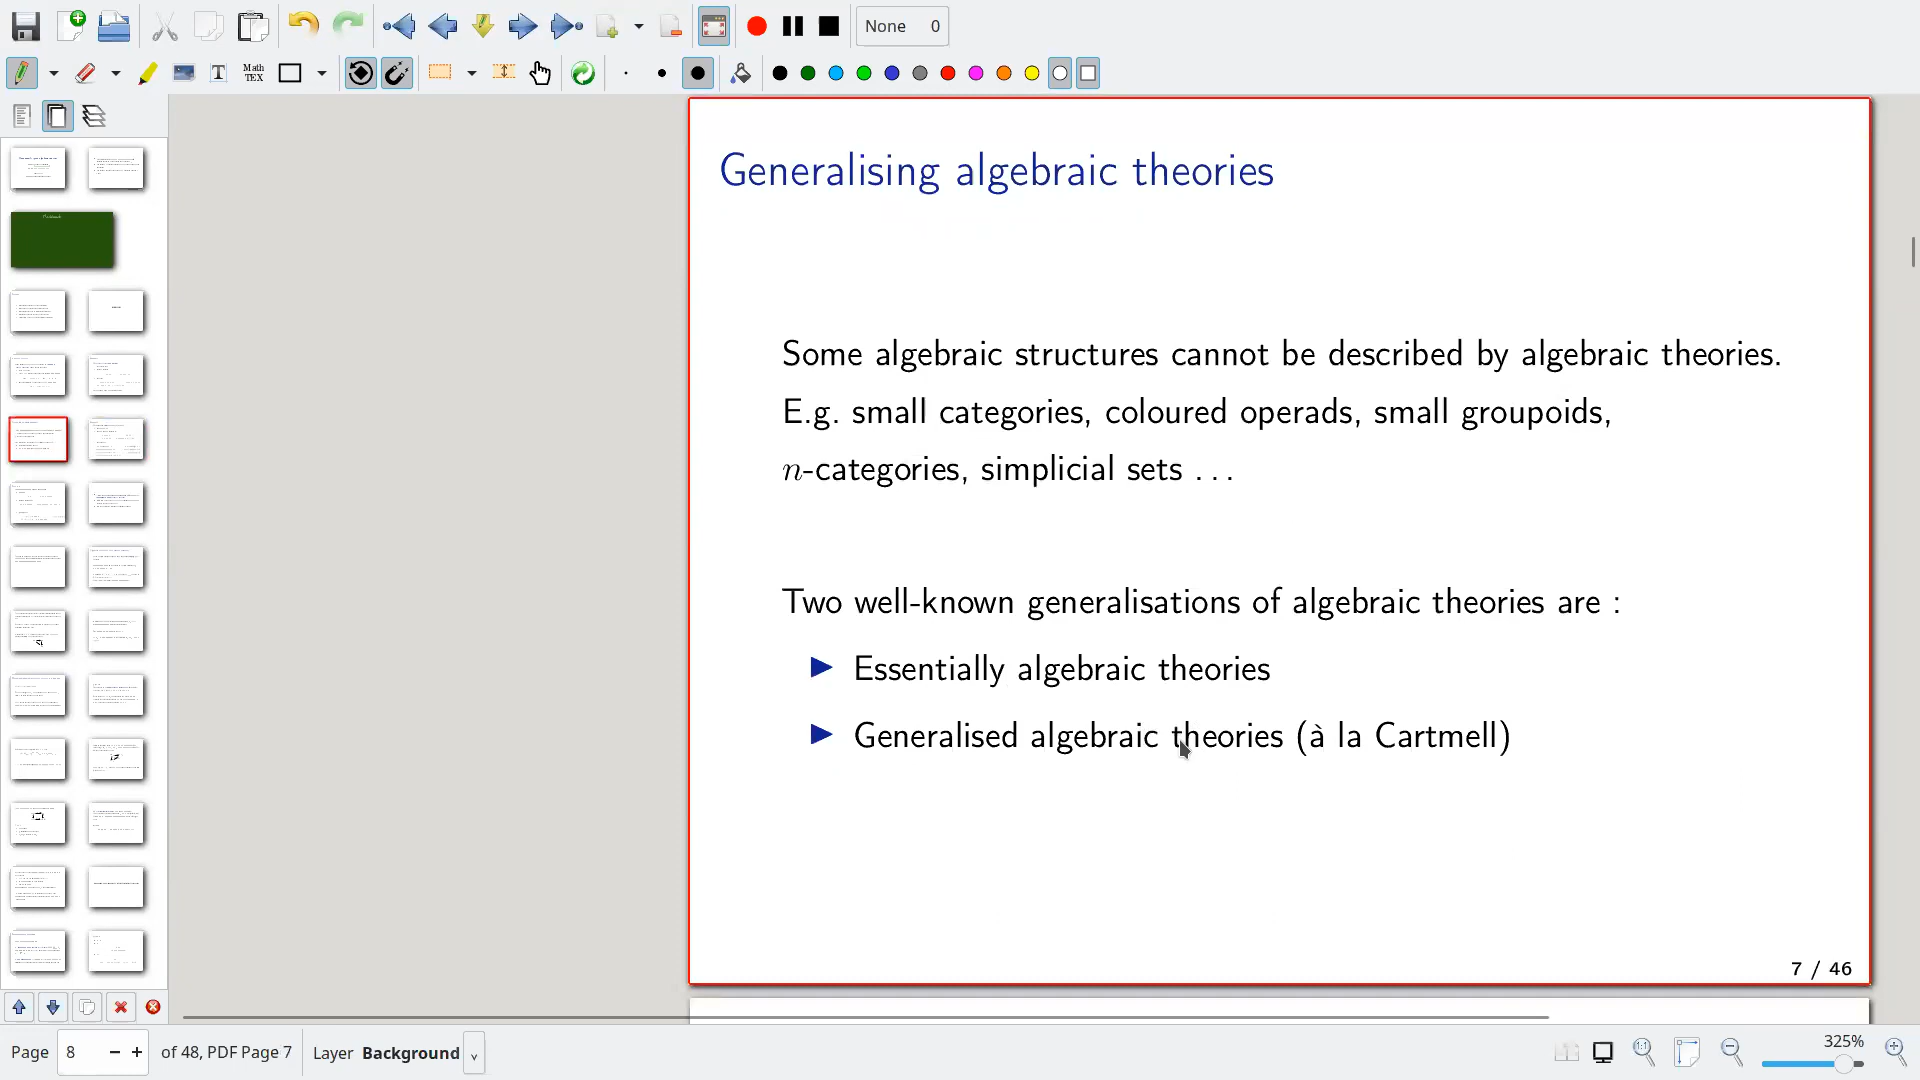 None 0
T
Math
TEX
Generalising algebraic theories
Some algebraic structures cannot be described by algebraic theories.
E.g. small categories, coloured operads, small groupoids,
n-categories, simplicial sets ...
Two well-known generalisations of algebraic theories are :
Essentially algebraic theories
Generalised algebraic theories (à la Cartmell)
7 / 46
Page 8 of 48, PDF Page 7 Layer Background
325%